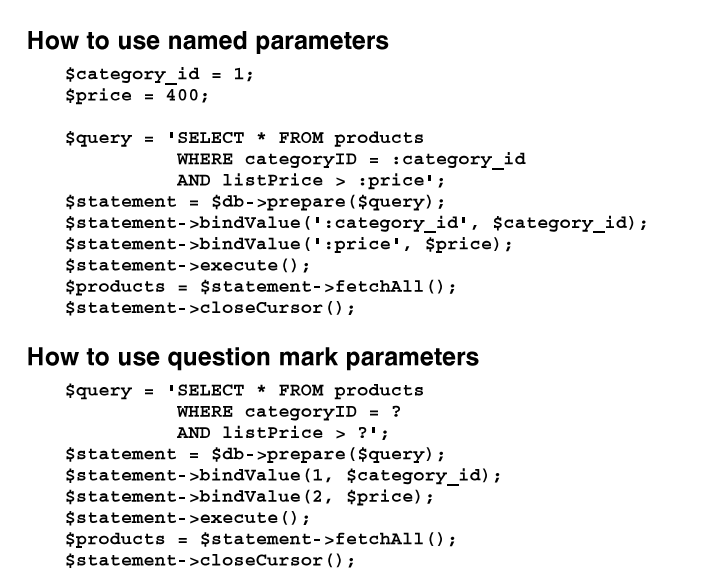 How to use named parameters
$category_id = 1;
$price = 400;
$query = 'SELECT * FROM products
WHERE categoryID = :category_id
AND listPrice > :price';
$statement = $db->prepare($query);
$statement->bindValue(':category_id', $category_id);
$statement->bindValue(':price', $price);
$statement->execute();
$products = $statement->fetchAll();
$statement->closeCursor();
How to use question mark parameters
$query = 'SELECT * FROM products
WHERE categoryID = ?
AND listPrice > ?';
$statement = $db->prepare($query);
$statement->bindValue(1, $category_id);
$statement->bindValue(2, $price);
$statement->execute();
$products = $statement->fetchAll();
$statement->closeCursor();